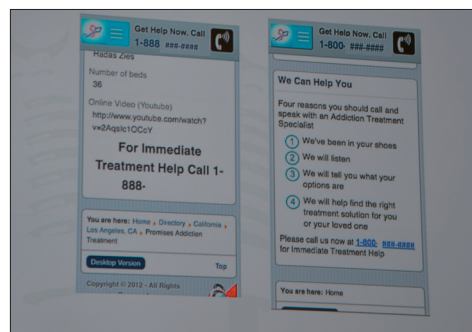 Get Help Now. Call
1-888 ###-####
Hadas Zies
Number of beds
36
Online Video (Youtube)
http://www.youtube.com/watch?
v=2Aqslc1OCcY
For Immediate
Treatment Help Call 1-
888-
You are here: Home , Directory , California ,
Los Angeles, CA , Promises Addiction
Treatment
Desktop Version
Top
Copyright © 2012 - All Rights
Get Help Now. Call
1-800- ###-####
We Can Help You
Four reasons you should call and
speak with an Addiction Treatment
Specialist
1 We've been in your shoes
2 We will listen
3 We will tell you what your
options are
4 We will help find the right
treatment solution for you
or your loved one
Please call us now at 1-800- ###-####
for Immediate Treatment Help
You are here: Home